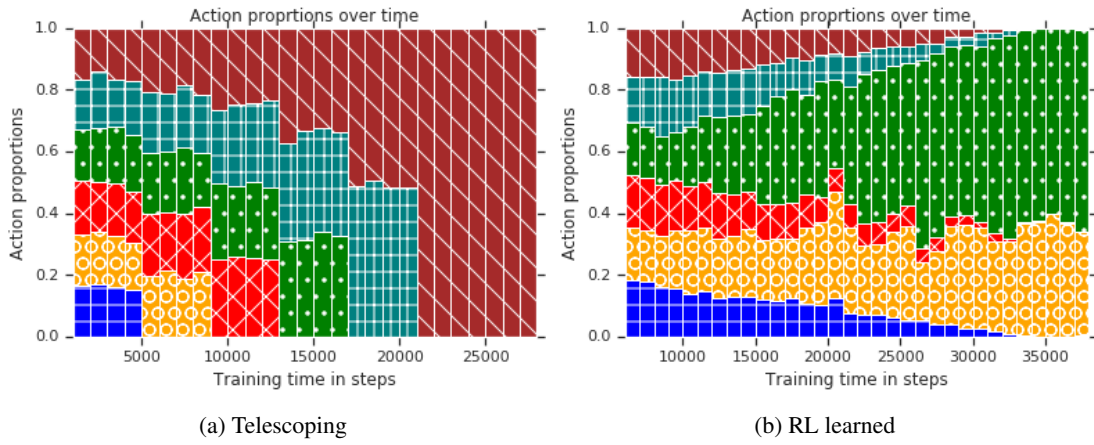 Action proprtions over time
1.0
0.8
0.6
0.4
0.2
0.0
Action proportions
5000 10000 15000 20000 25000
Training time in steps
(a) Telescoping
Action proprtions over time
1.0
0.8
0.6
0.4
0.2
0.0
Action proportions
10000 15000 20000 25000 30000 35000
Training time in steps
(b) RL learned